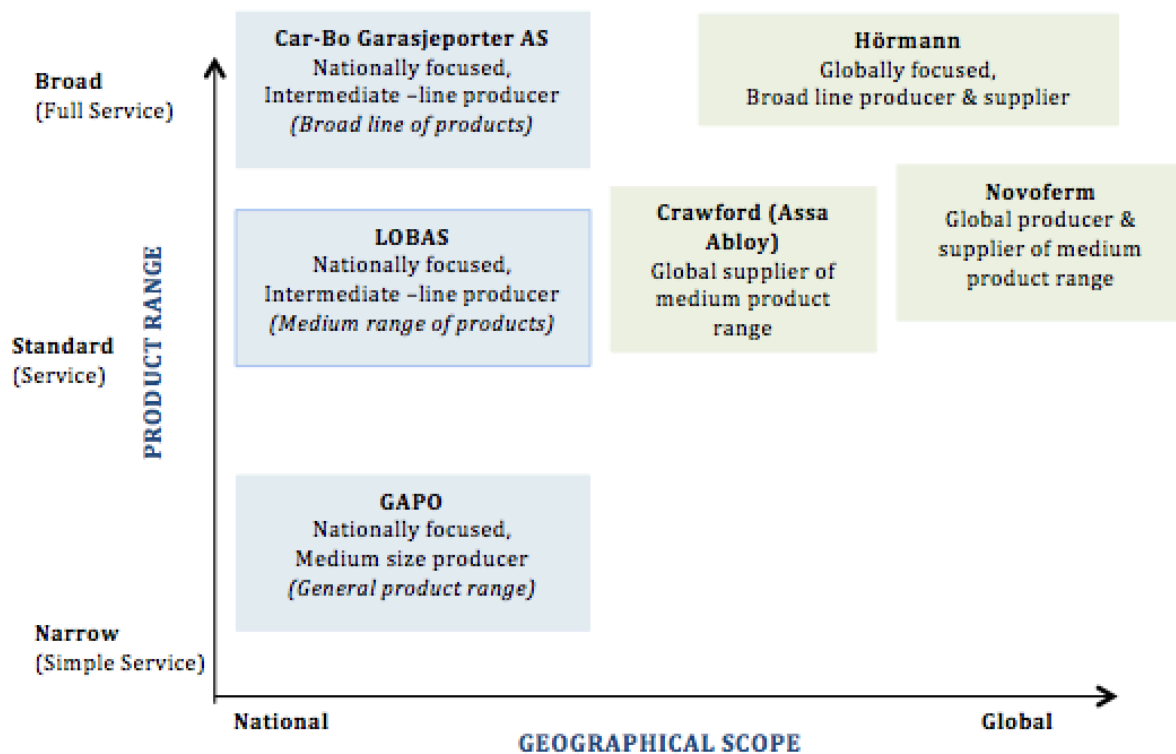 Car-Bo Garasjeporter AS
Nationally focused,
Intermediate –line producer
(Broad line of products)
Hörmann
Globally focused,
Broad line producer & supplier
Broad
(Full Service)
LOBAS
Nationally focused,
Intermediate –line producer
(Medium range of products)
Crawford (Assa
Abloy)
Global supplier of
medium product
range
Novoferm
Global producer &
supplier of medium
product range
PRODUCT RANGE
Standard
(Service)
GAPO
Nationally focused,
Medium size producer
(General product range)
Narrow
(Simple Service)
National
Global
GEOGRAPHICAL SCOPE